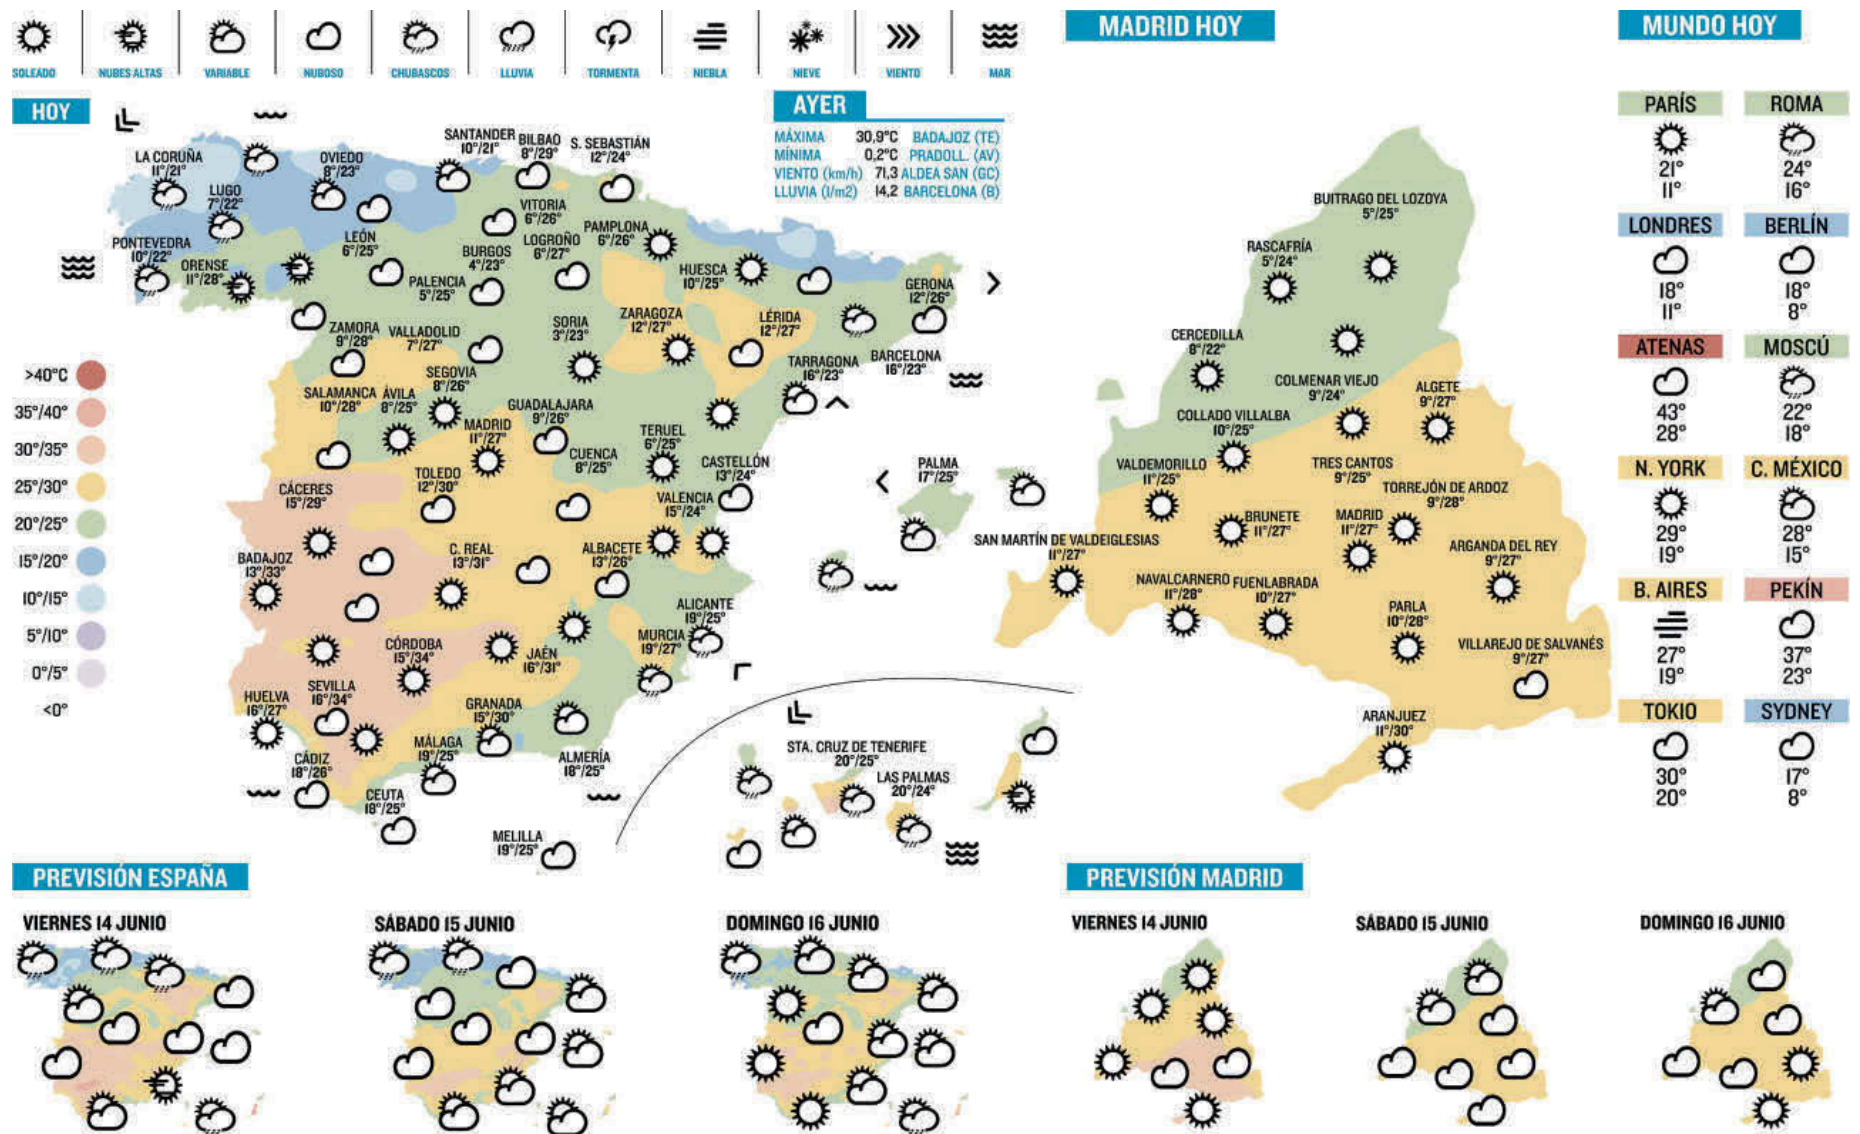 SOLEADO
NUBES ALTAS
VARIABLE
NUBOSO
CHUBASCOS
LLUVIA
TORMENTA
NIEBLA
NIEVE
VIENTO
MAR
HOY
AYER
MÁXIMA 30,9°C BADAJOZ (TE)
MÍNIMA 0,2°C PRADOLL. (AV)
VIENTO (km/h) 71,3 ALDEA SAN (GC)
LLUVIA (l/m2) 14,2 BARCELONA (B)
LA CORUÑA
11°/21°
LUGO
7°/22°
OVIEDO
8°/23°
SANTANDER
10°/21°
BILBAO
8°/29°
S. SEBASTIÁN
12°/24°
PONTEVEDRA
10°/22°
ORENSE
11°/28°
LEÓN
6°/25°
VITORIA
6°/26°
PAMPLONA
6°/26°
BURGOS
4°/23°
LOGROÑO
6°/27°
PALENCIA
5°/25°
HUESCA
10°/25°
GERONA
12°/26°
ZAMORA
9°/28°
VALLADOLID
7°/27°
SORIA
3°/23°
ZARAGOZA
12°/27°
LÉRIDA
12°/27°
TARRAGONA
16°/23°
BARCELONA
16°/23°
SEGOVIA
8°/26°
SALAMANCA
10°/28°
ÁVILA
8°/25°
GUADALAJARA
9°/26°
MADRID
11°/27°
TERUEL
6°/25°
CUENCA
8°/25°
CASTELLÓN
13°/24°
TOLEDO
12°/30°
CÁCERES
15°/29°
VALENCIA
15°/24°
PALMA
17°/25°
BADAJOZ
13°/33°
C. REAL
13°/31°
ALBACETE
13°/26°
ALICANTE
19°/25°
CÓRDOBA
15°/34°
JAÉN
16°/31°
MURCIA
19°/27°
HUELVA
16°/27°
SEVILLA
16°/34°
GRANADA
15°/30°
CÁDIZ
18°/26°
MÁLAGA
19°/25°
ALMERÍA
18°/25°
CEUTA
18°/25°
MELILLA
19°/25°
STA. CRUZ DE TENERIFE
20°/25°
LAS PALMAS
20°/24°
>40°C
35°/40°
30°/35°
25°/30°
20°/25°
15°/20°
10°/15°
5°/10°
0°/5°
<0°
MADRID HOY
BUITRAGO DEL LOZOYA
5°/25°
RASCAFRÍA
5°/24°
CERCEDILLA
8°/22°
COLMENAR VIEJO
9°/24°
ALGETE
9°/27°
COLLADO VILLALBA
10°/25°
VALDEMORILLO
11°/25°
TRES CANTOS
9°/25°
TORREJÓN DE ARDOZ
9°/28°
BRUNETE
11°/27°
MADRID
11°/27°
SAN MARTÍN DE VALDEIGLESIAS
11°/27°
ARGANDA DEL REY
9°/27°
NAVALCARNERO
11°/28°
FUENLABRADA
10°/27°
PARLA
10°/28°
VILLAREJO DE SALVANÉS
9°/27°
ARANJUEZ
11°/30°
MUNDO HOY
PARÍS
21°
11°
ROMA
24°
16°
LONDRES
18°
11°
BERLÍN
18°
8°
ATENAS
43°
28°
MOSCÚ
22°
18°
N. YORK
29°
19°
C. MÉXICO
28°
15°
B. AIRES
27°
19°
PEKÍN
37°
23°
TOKIO
30°
20°
SYDNEY
17°
8°
PREVISIÓN ESPAÑA
VIERNES 14 JUNIO
SÁBADO 15 JUNIO
DOMINGO 16 JUNIO
PREVISIÓN MADRID
VIERNES 14 JUNIO
SÁBADO 15 JUNIO
DOMINGO 16 JUNIO